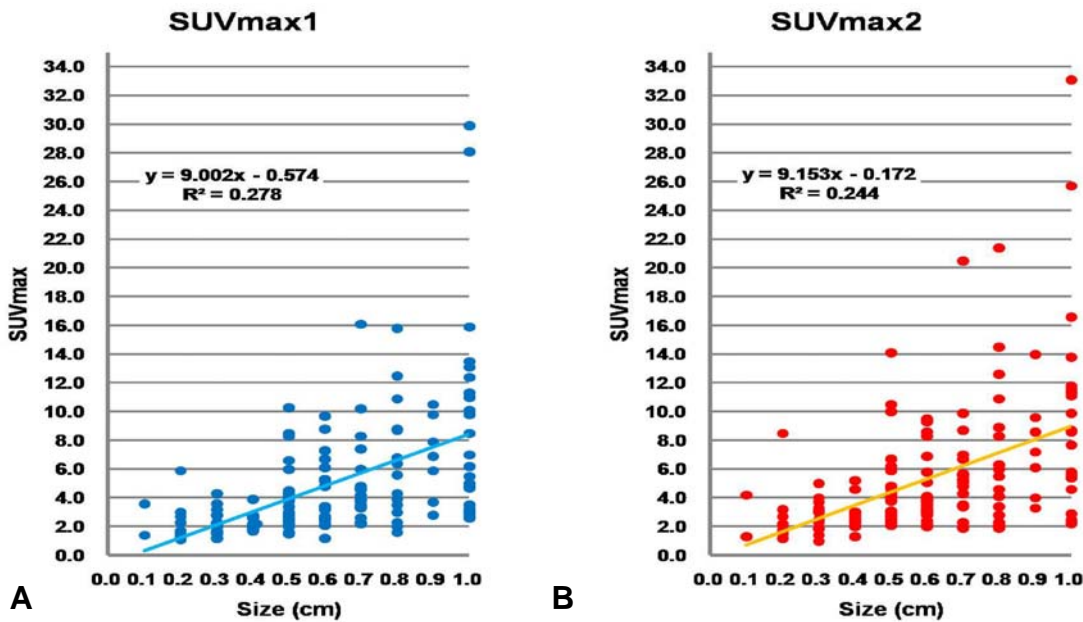 SUVmax1
34.0
32.0
30.0
28.0
26.0
24.0
22.0
20.0
18.0
16.0
14.0
12.0
10.0
8.0
6.0
4.0
2.0
0.0
SUVmax
y = 9.002x - 0.574
R² = 0.278
0.0 0.1 0.2 0.3 0.4 0.5 0.6 0.7 0.8 0.9 1.0
Size (cm)
A
SUVmax2
34.0
32.0
30.0
28.0
26.0
24.0
22.0
20.0
18.0
16.0
14.0
12.0
10.0
8.0
6.0
4.0
2.0
0.0
SUVmax
y = 9.153x - 0.172
R² = 0.244
0.0 0.1 0.2 0.3 0.4 0.5 0.6 0.7 0.8 0.9 1.0
Size (cm)
B